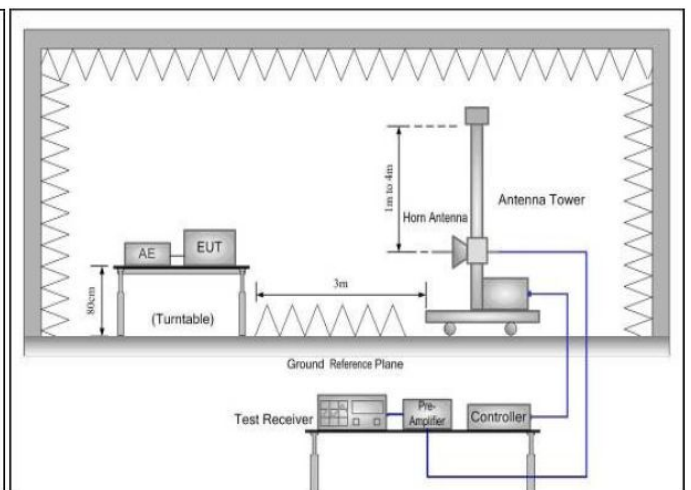 1m to 4m
Antenna Tower
Horn Antenna
AE
EUT
3m
80cm
(Turntable)
Ground Reference Plane
Test Receiver
Pre-
Amplifier
Controller